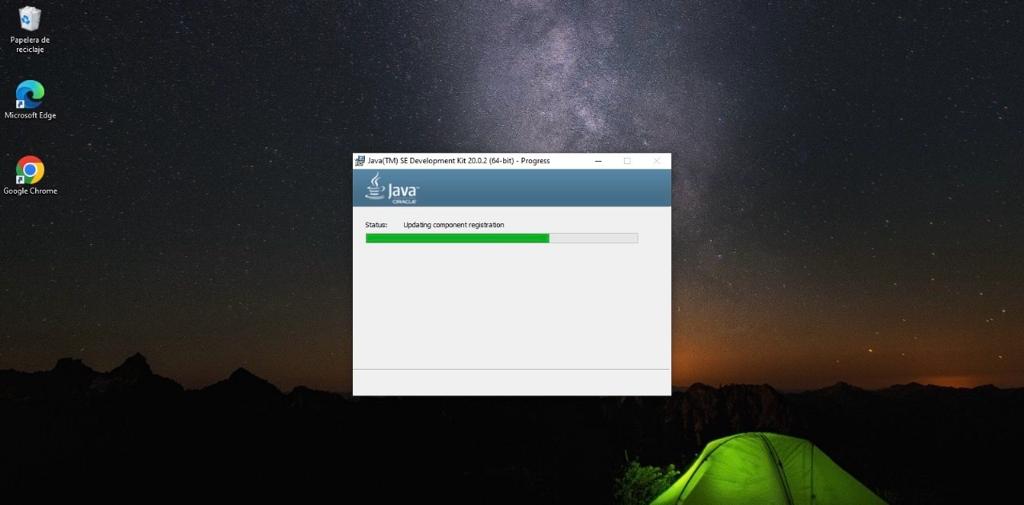 Papelera de
reciclaje
Microsoft Edge
Google Chrome
Java(TM) SE Development Kit 20.0.2 (64-bit) - Progress
Java™
ORACLE
Status: Updating component registration